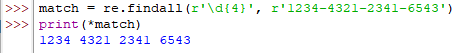 >>> match = re.findall(r'\d{4}', r'1234-4321-2341-6543')
>>> print(*match)
1234 4321 2341 6543